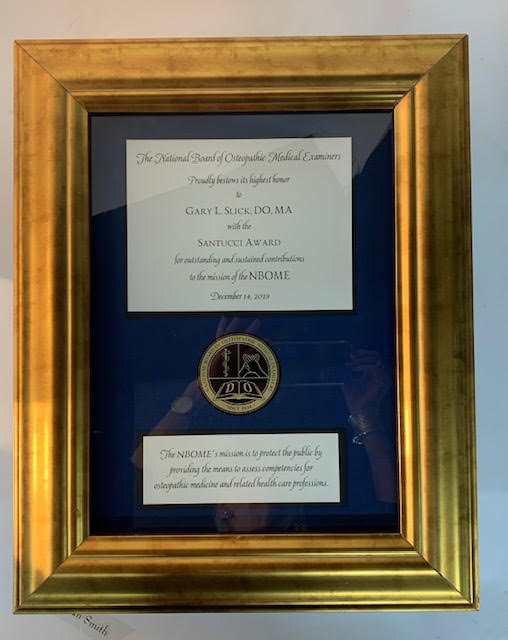 The National Board of Osteopathic Medical Examiners
Proudly bestows its highest honor
to
GARY L. SLICK, DO, MA
with the
SANTUCCI AWARD
for outstanding and sustained contributions
to the mission of the NBOME
December 14, 2019
DO
SINCE 1934
The NBOME's mission is to protect the public by
providing the means to assess competencies for
osteopathic medicine and related health care professions.
Smith